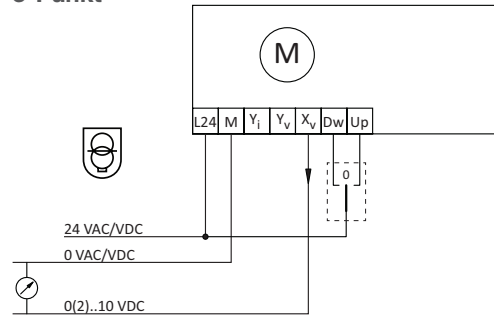 3-Punkt
M
L24 M Yi Yv Xv Dw Up
0
24 VAC/VDC
0 VAC/VDC
0(2)..10 VDC